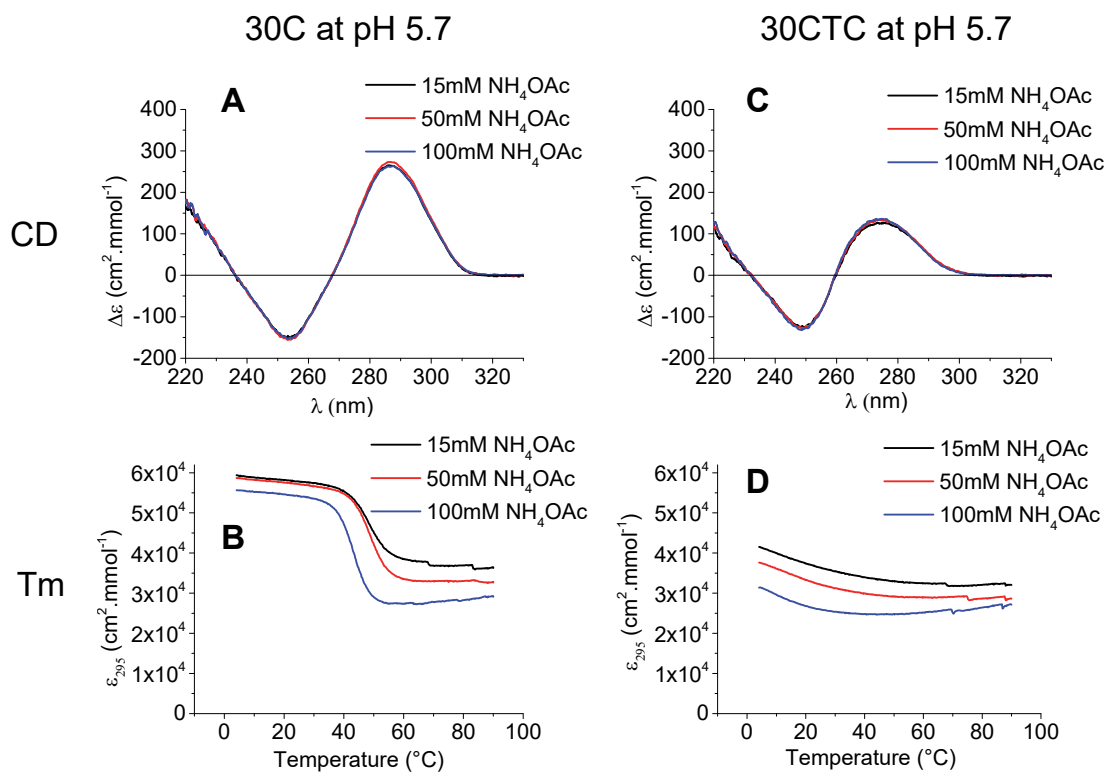 30C at pH 5.7
30CTC at pH 5.7
CD
A
15mM NH₄OAc
50mM NH₄OAc
100mM NH₄OAc
400
300
200
100
0
-100
-200
Δε (cm².mmol⁻¹)
220 240 260 280 300 320
λ (nm)
C
15mM NH₄OAc
50mM NH₄OAc
100mM NH₄OAc
400
300
200
100
0
-100
-200
Δε (cm².mmol⁻¹)
220 240 260 280 300 320
λ (nm)
Tm
B
15mM NH₄OAc
50mM NH₄OAc
100mM NH₄OAc
6x10⁴
5x10⁴
4x10⁴
3x10⁴
2x10⁴
1x10⁴
0
ε₂₉₅ (cm².mmol⁻¹)
0 20 40 60 80 100
Temperature (°C)
D
15mM NH₄OAc
50mM NH₄OAc
100mM NH₄OAc
6x10⁴
5x10⁴
4x10⁴
3x10⁴
2x10⁴
1x10⁴
0
ε₂₉₅ (cm².mmol⁻¹)
0 20 40 60 80 100
Temperature (°C)